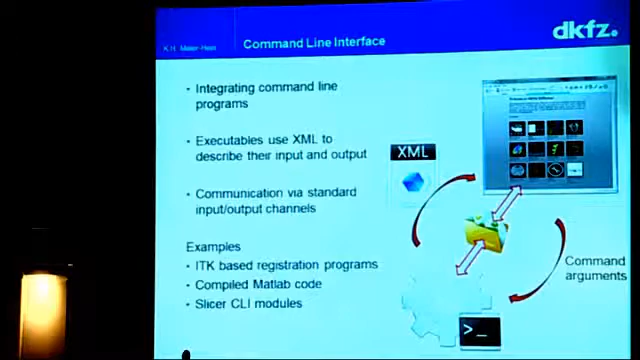 K.H. Maier-Hein
Command Line Interface
dkfz.
• Integrating command line
programs
• Executables use XML to
describe their input and output
• Communication via standard
input/output channels
Examples
• ITK based registration programs
• Compiled Matlab code
• Slicer CLI modules
XML
Command
arguments
>_